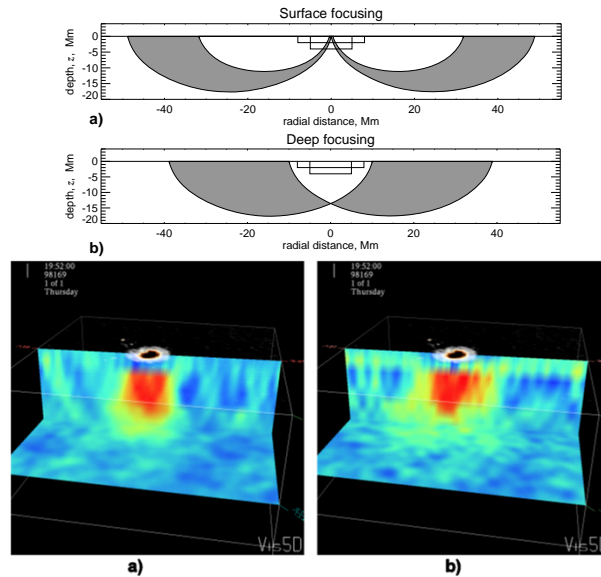 Surface focusing
depth, z, Mm
0
-5
-10
-15
-20
-40 -20 0 20 40
a) radial distance, Mm
Deep focusing
depth, z, Mm
0
-5
-10
-15
-20
-40 -20 0 20 40
b) radial distance, Mm
19:52:00
98169
1 of 1
Thursday
Vis5D
19:52:00
98169
1 of 1
Thursday
Vis5D
a) b)